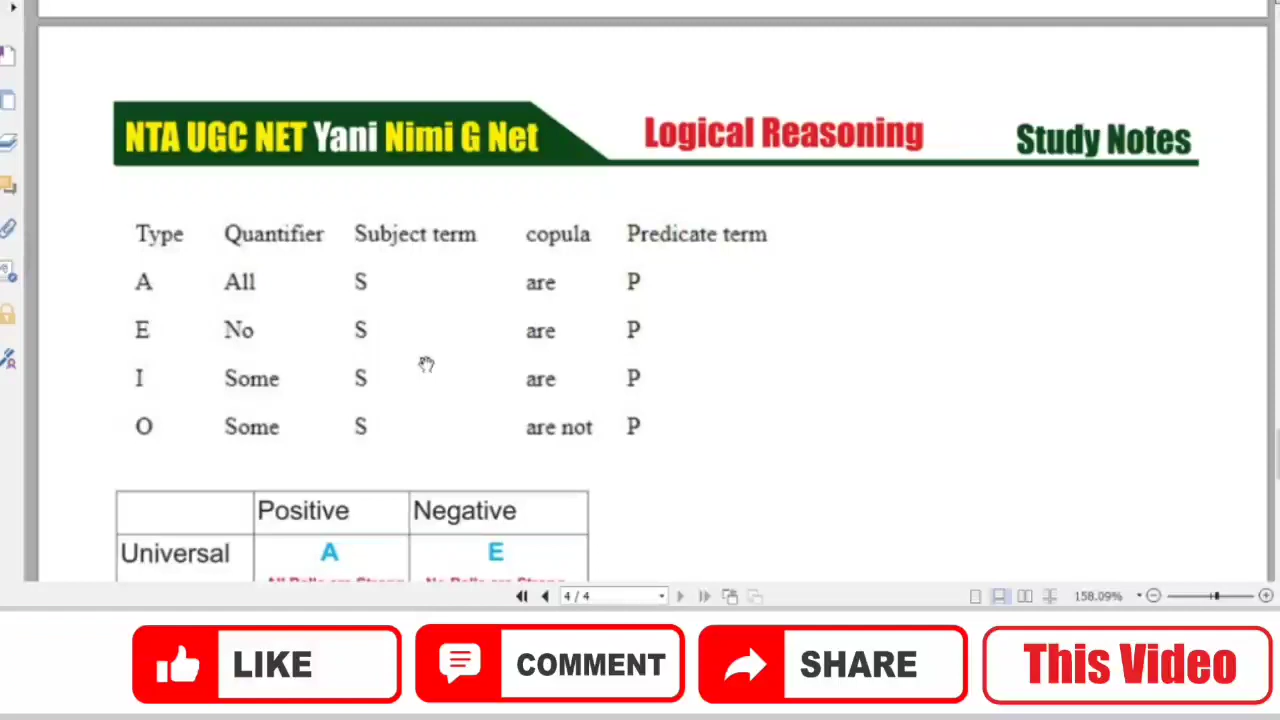 NTA UGC NET Yani Nimi G Net
Logical Reasoning
Study Notes
Type Quantifier Subject term copula Predicate term
A All S are P
E No S are P
I Some S are P
O Some S are not P
Positive Negative
Universal A E
4 / 4
158.09%
LIKE
COMMENT
SHARE
This Video